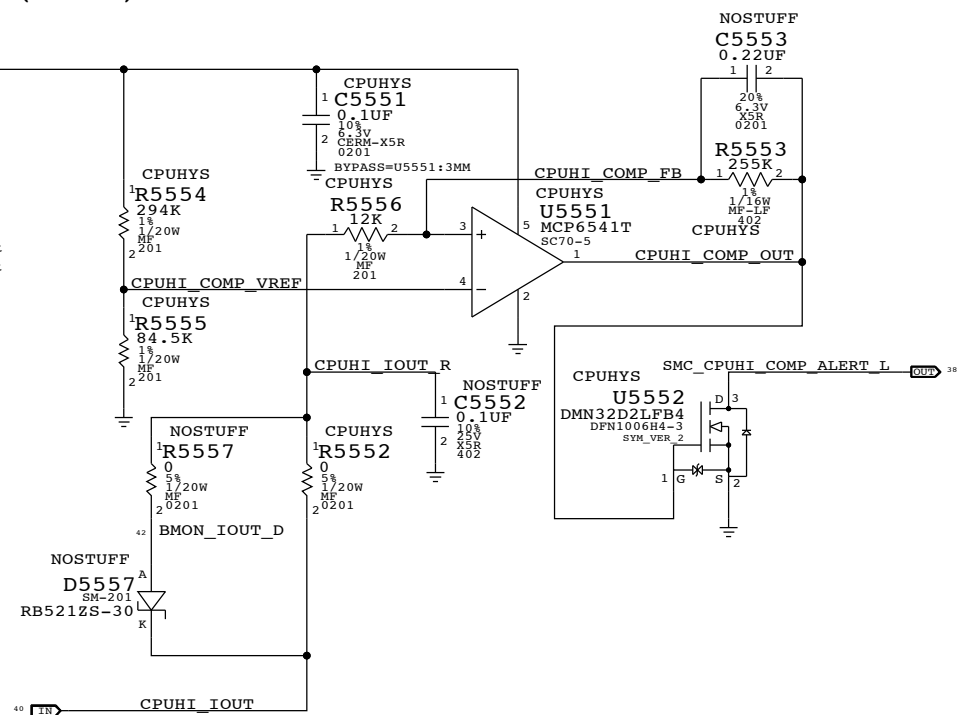 NOSTUFF
C5553
0.22UF
1 2
20%
6.3V
X5R
0201
CPUHYS
1 C5551
0.1UF
10%
6.3V
2 CERM-X5R
0201
BYPASS=U5551:3MM
R5553
255K
1 2
1%
1/16W
MF-LF
402
CPUHYS
CPUHI_COMP_FB
CPUHYS
1 R5554
294K
1%
1/20W
MF
2 201
CPUHYS
R5556
12K
1 2
1%
1/20W
MF
201
CPUHYS
U5551
MCP6541T
SC70-5
3 +
4 −
5
1
2
CPUHI_COMP_OUT
CPUHI_COMP_VREF
CPUHYS
1 R5555
84.5K
1%
1/20W
MF
2 201
CPUHI_IOUT_R
NOSTUFF
1 C5552
0.1UF
10%
25V
2 X5R
402
SMC_CPUHI_COMP_ALERT_L
OUT 38
CPUHYS
U5552
DMN32D2LFB4
DFN1006H4-3
SYM_VER_2
D 3
1 G S 2
NOSTUFF
1 R5557
0
5%
1/20W
MF
2 0201
CPUHYS
1 R5552
0
5%
1/20W
MF
2 0201
42 BMON_IOUT_D
NOSTUFF
D5557
SM-201
RB521ZS-30
A
K
40 IN CPUHI_IOUT